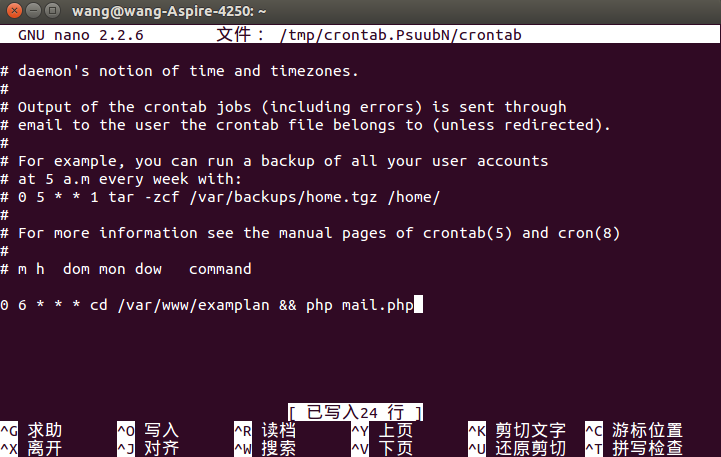 wang@wang-Aspire-4250: ~
GNU nano 2.2.6 文件： /tmp/crontab.PsuubN/crontab
# daemon's notion of time and timezones.
#
# Output of the crontab jobs (including errors) is sent through
# email to the user the crontab file belongs to (unless redirected).
#
# For example, you can run a backup of all your user accounts
# at 5 a.m every week with:
# 0 5 * * 1 tar -zcf /var/backups/home.tgz /home/
#
# For more information see the manual pages of crontab(5) and cron(8)
#
# m h  dom mon dow   command
0 6 * * * cd /var/www/examplan && php mail.php
[ 已写入24 行 ]
^G 求助 ^O 写入 ^R 读档 ^Y 上页 ^K 剪切文字 ^C 游标位置
^X 离开 ^J 对齐 ^W 搜索 ^V 下页 ^U 还原剪切 ^T 拼写检查